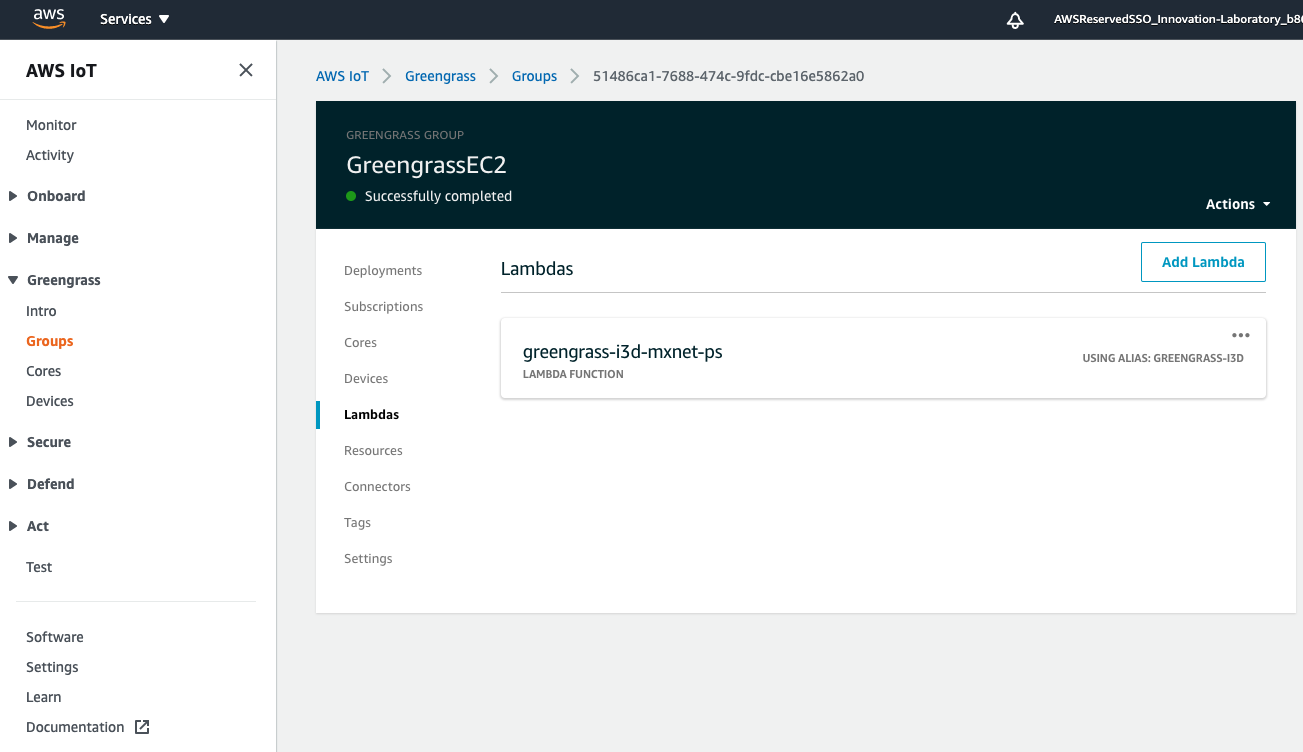 aws
Services
AWSReservedSSO_Innovation-Laboratory_b8
AWS IoT
Monitor
Activity
Onboard
Manage
Greengrass
Intro
Groups
Cores
Devices
Secure
Defend
Act
Test
Software
Settings
Learn
Documentation
AWS IoT
Greengrass
Groups
51486ca1-7688-474c-9fdc-cbe16e5862a0
GREENGRASS GROUP
GreengrassEC2
Successfully completed
Actions
Deployments
Subscriptions
Cores
Devices
Lambdas
Resources
Connectors
Tags
Settings
Lambdas
Add Lambda
greengrass-i3d-mxnet-ps
LAMBDA FUNCTION
USING ALIAS: GREENGRASS-I3D